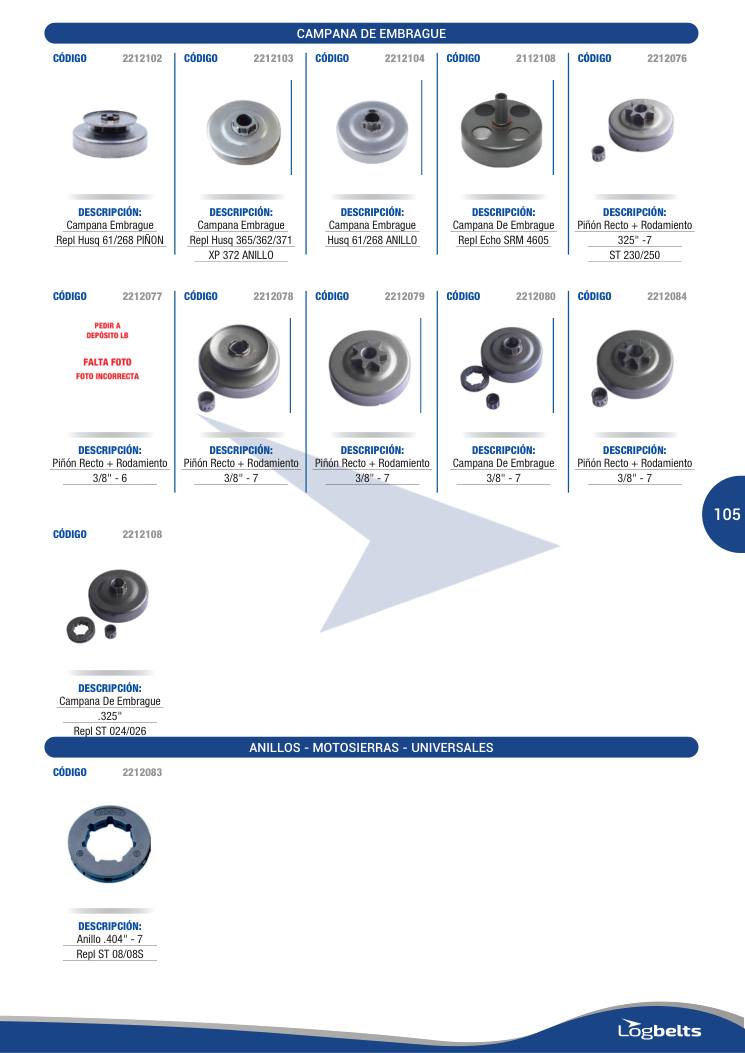 CAMPANA DE EMBRAGUE
CÓDIGO 2212102
DESCRIPCIÓN:
Campana Embrague
Repl Husq 61/268 PIÑON
CÓDIGO 2212103
DESCRIPCIÓN:
Campana Embrague
Repl Husq 365/362/371
XP 372 ANILLO
CÓDIGO 2212104
DESCRIPCIÓN:
Campana Embrague
Husq 61/268 ANILLO
CÓDIGO 2112108
DESCRIPCIÓN:
Campana De Embrague
Repl Echo SRM 4605
CÓDIGO 2212076
DESCRIPCIÓN:
Piñón Recto + Rodamiento
325" -7
ST 230/250
CÓDIGO 2212077
PEDIR A
DEPÓSITO LB
FALTA FOTO
FOTO INCORRECTA
DESCRIPCIÓN:
Piñón Recto + Rodamiento
3/8" - 6
CÓDIGO 2212078
DESCRIPCIÓN:
Piñón Recto + Rodamiento
3/8" - 7
CÓDIGO 2212079
DESCRIPCIÓN:
Piñón Recto + Rodamiento
3/8" - 7
CÓDIGO 2212080
DESCRIPCIÓN:
Campana De Embrague
3/8" - 7
CÓDIGO 2212084
DESCRIPCIÓN:
Piñón Recto + Rodamiento
3/8" - 7
105
CÓDIGO 2212108
DESCRIPCIÓN:
Campana De Embrague
.325"
Repl ST 024/026
ANILLOS - MOTOSIERRAS - UNIVERSALES
CÓDIGO 2212083
DESCRIPCIÓN:
Anillo .404" - 7
Repl ST 08/08S
Logbelts